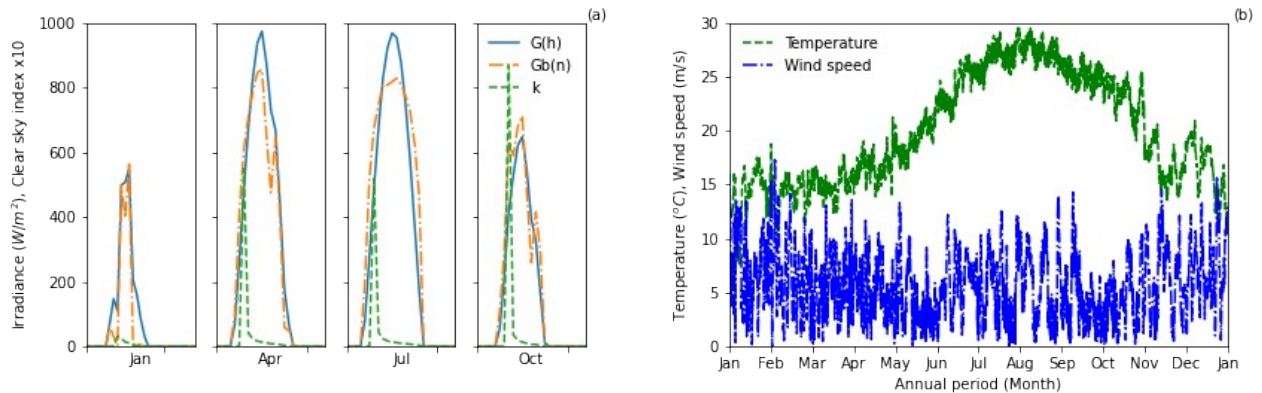 (a)
1000
800
600
400
200
0
Irradiance (W/m²), Clear sky index x10
G(h)
Gb(n)
k
Jan
Apr
Jul
Oct
(b)
30
25
20
15
10
5
0
Temperature (°C), Wind speed (m/s)
Temperature
Wind speed
Jan Feb Mar Apr May Jun Jul Aug Sep Oct Nov Dec Jan
Annual period (Month)